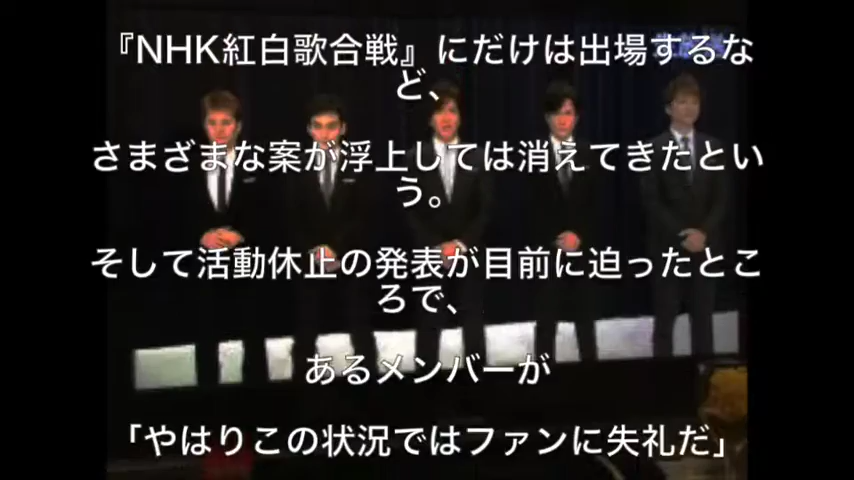 『NHK紅白歌合戦』にだけは出場するな
ど、
さまざまな案が浮上しては消えてきたとい
う。
そして活動休止の発表が目前に迫ったとこ
ろで、
あるメンバーが
「やはりこの状況ではファンに失礼だ」